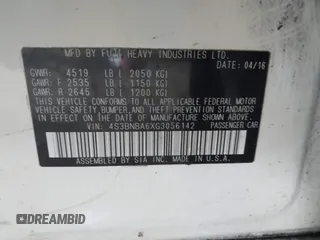 MFD. BY FUJI HEAVY INDUSTRIES LTD.
GVWR: 4519 LB ( 2050 KG) 04/16
GAWR: F 2535 LB ( 1150 KG)
GAWR: R 2645 LB ( 1200 KG)
THIS VEHICLE CONFORMS TO ALL APPLICABLE FEDERAL MOTOR
VEHICLE SAFETY, BUMPER, AND THEFT PREVENTION STANDARDS
IN EFFECT ON THE DATE OF MANUFACTURE SHOWN ABOVE.
VIN: 4S3BNBA6XG3056142 PASSENGER CAR
ASSEMBLED BY SIA MADE IN U.S.A.
DREAMBID